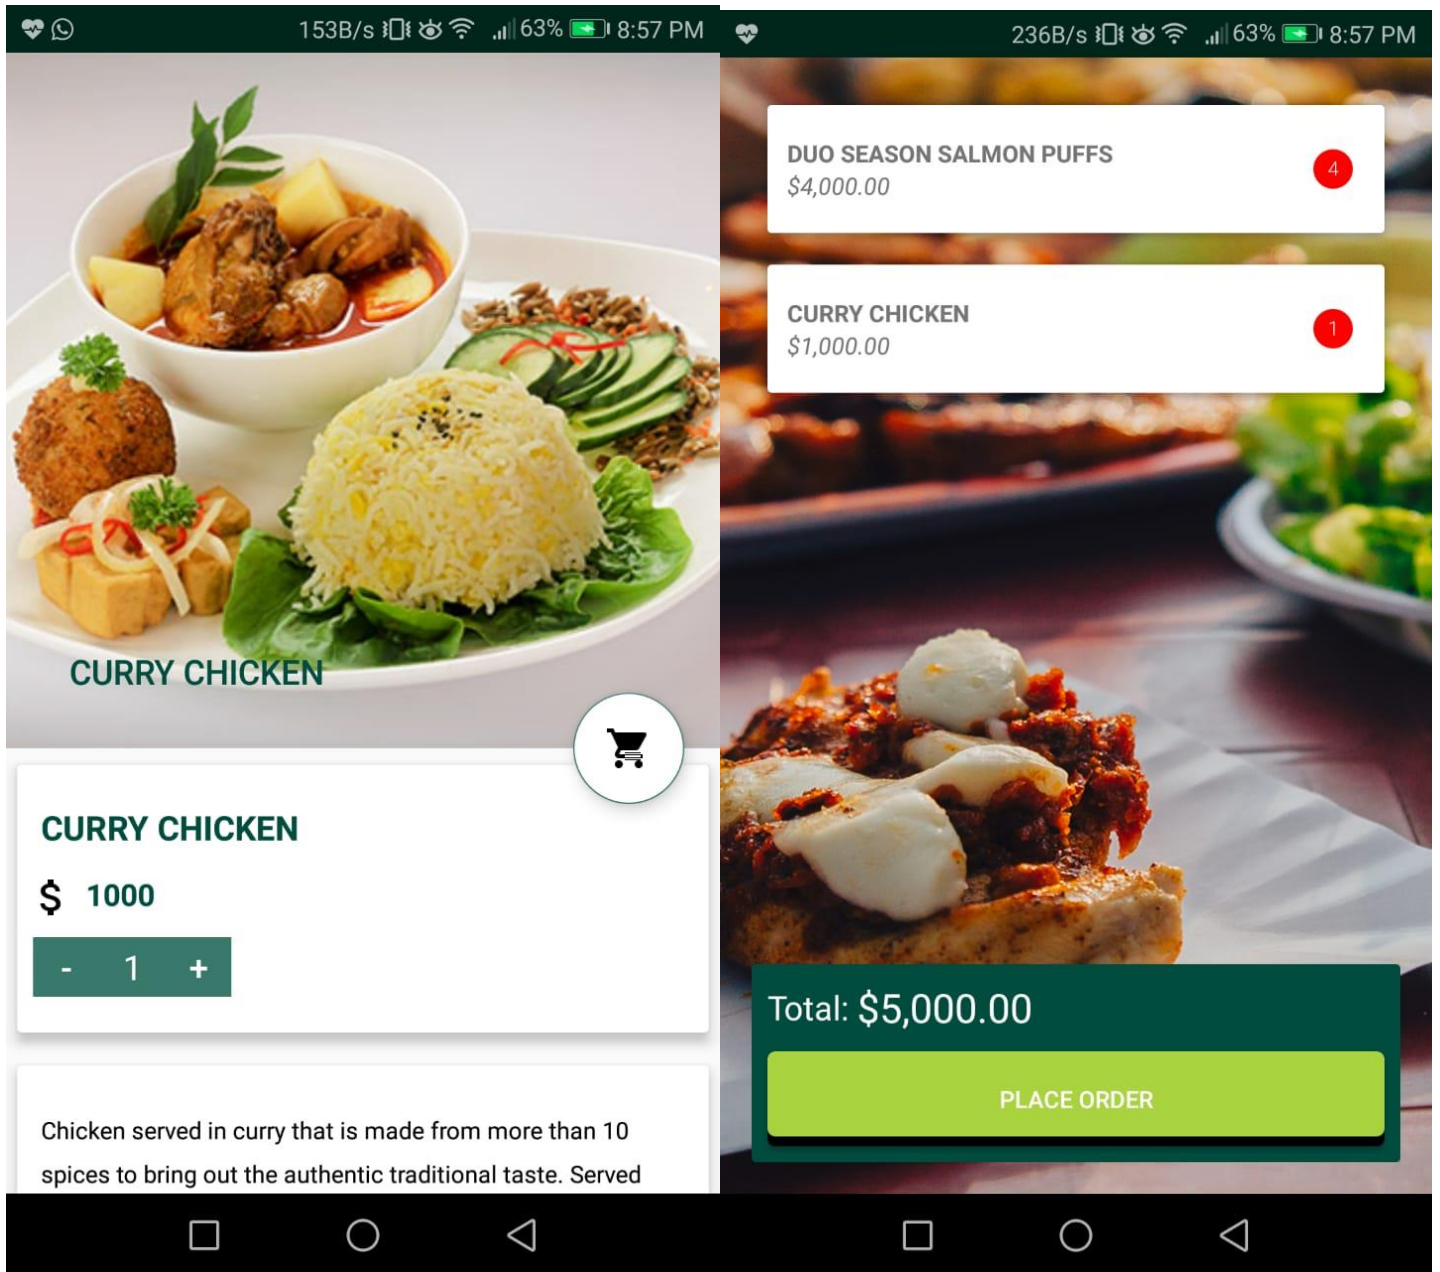 153B/s 63% 8:57 PM
CURRY CHICKEN
CURRY CHICKEN
$ 1000
- 1 +
Chicken served in curry that is made from more than 10
spices to bring out the authentic traditional taste. Served
236B/s 63% 8:57 PM
DUO SEASON SALMON PUFFS
$4,000.00
4
CURRY CHICKEN
$1,000.00
1
Total: $5,000.00
PLACE ORDER